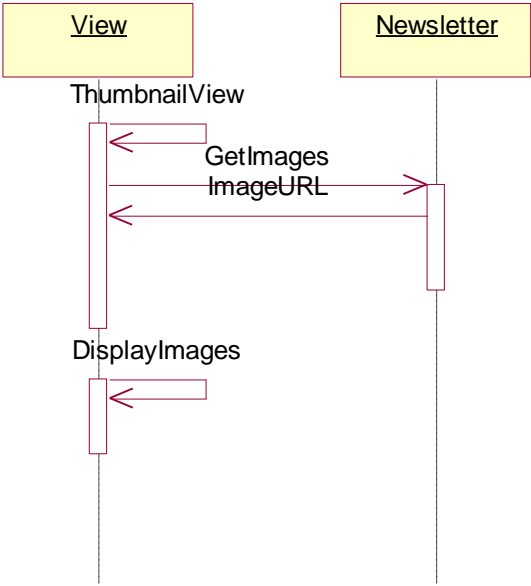 View
Newsletter
ThumbnailView
GetImages
ImageURL
DisplayImages